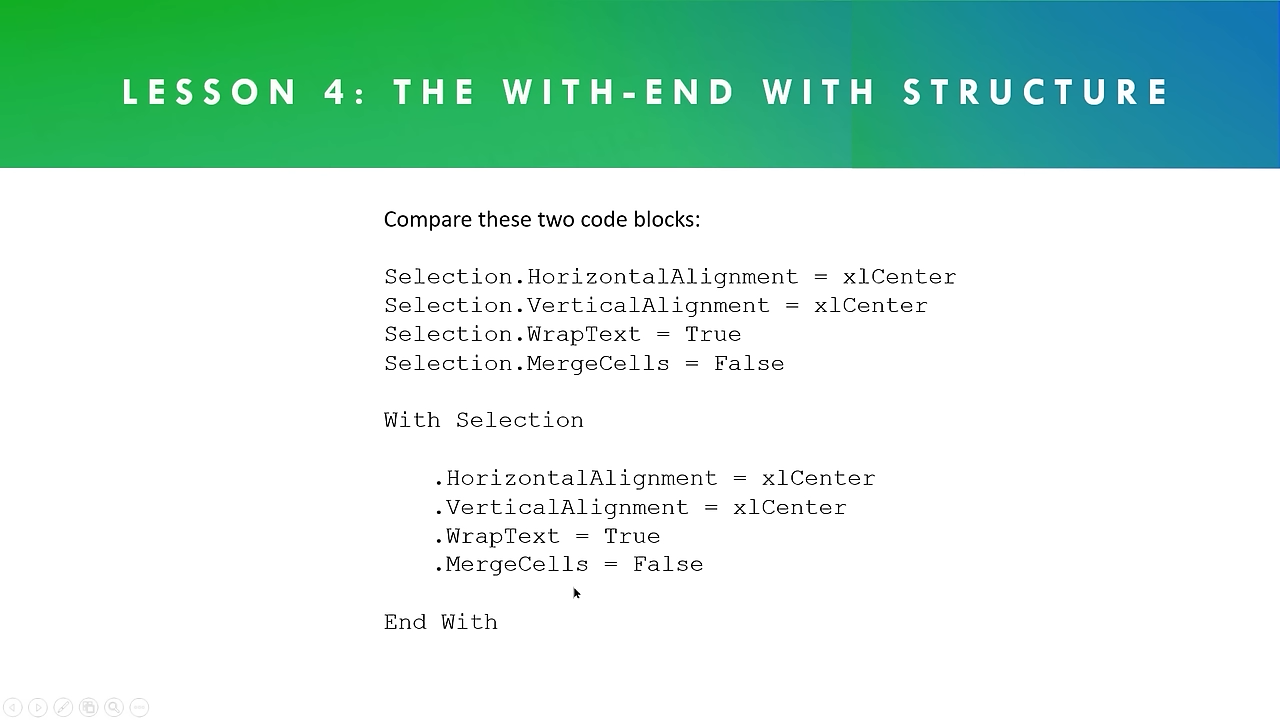 LESSON 4: THE WITH-END WITH STRUCTURE
Compare these two code blocks:
Selection.HorizontalAlignment = xlCenter
Selection.VerticalAlignment = xlCenter
Selection.WrapText = True
Selection.MergeCells = False
With Selection
.HorizontalAlignment = xlCenter
.VerticalAlignment = xlCenter
.WrapText = True
.MergeCells = False
End With